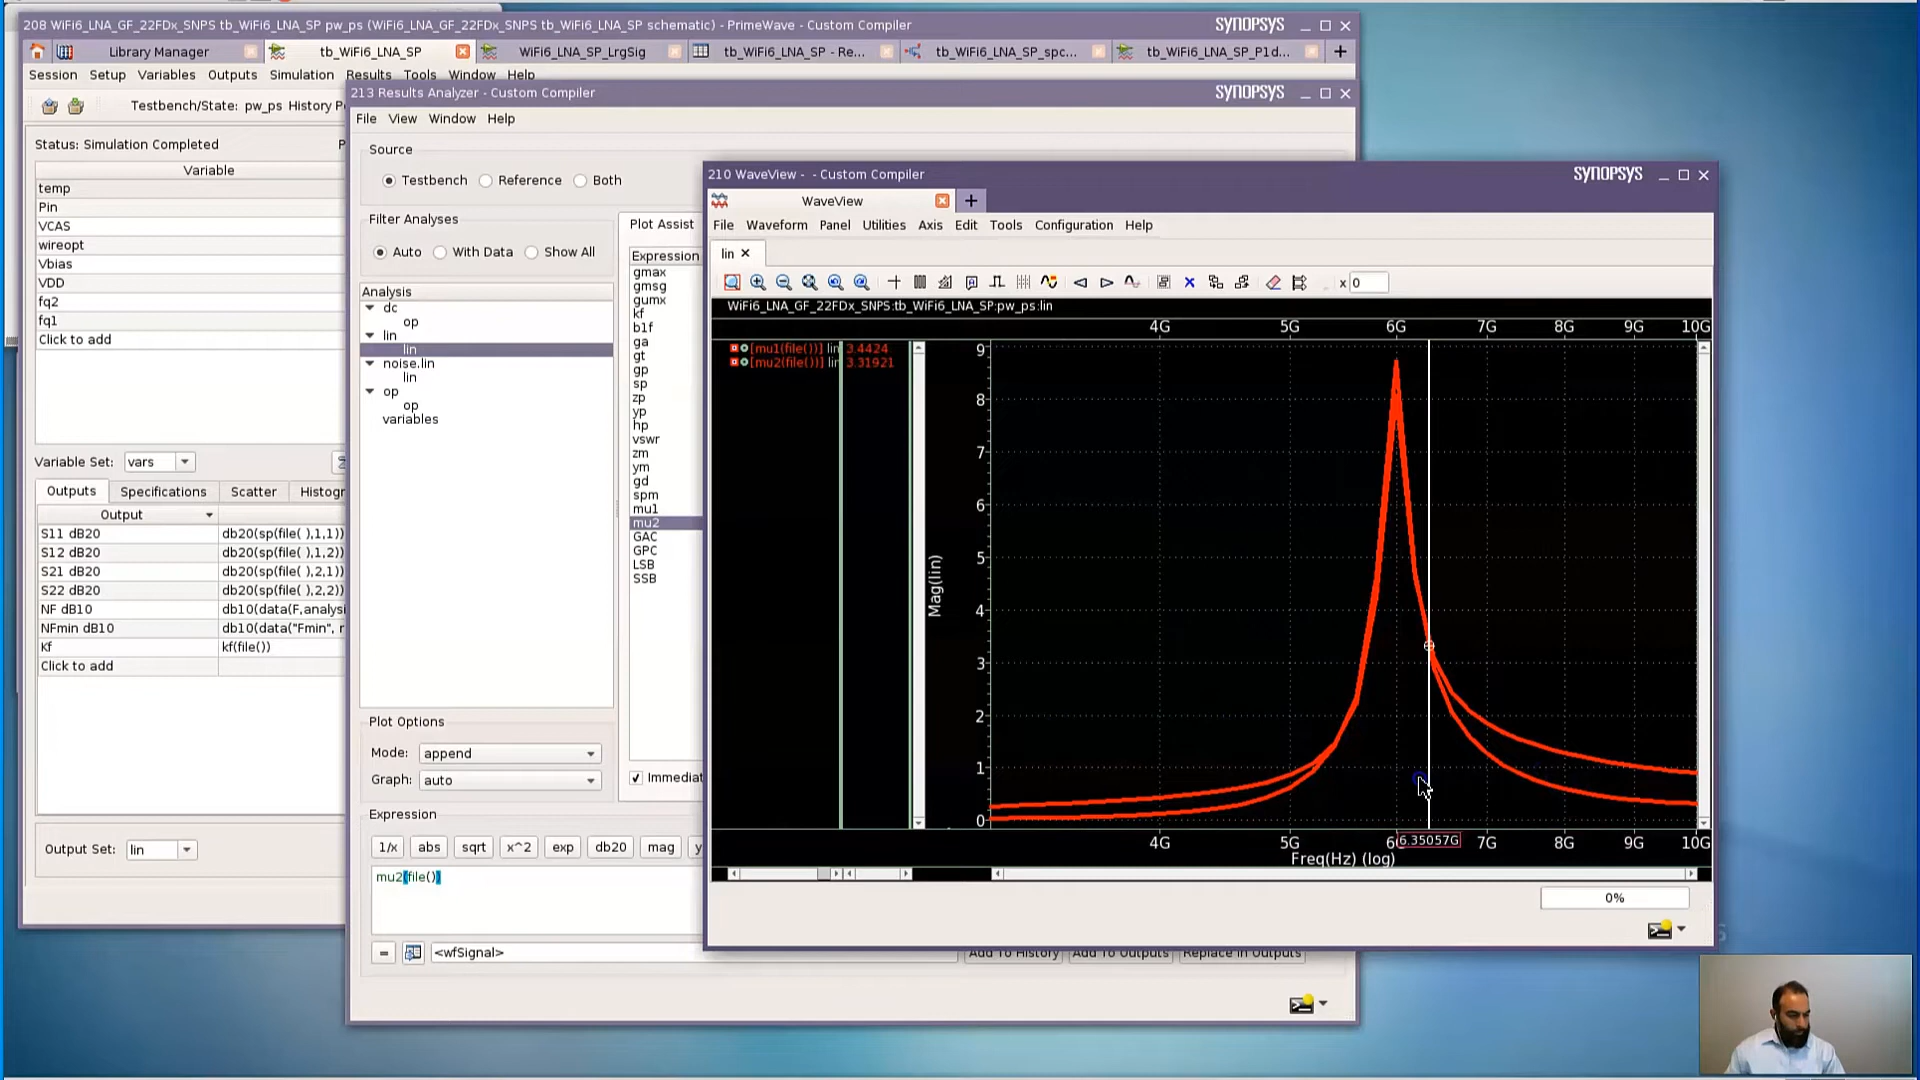 208 WiFi6_LNA_GF_22FDx_SNPS tb_WiFi6_LNA_SP pw_ps (WiFi6_LNA_GF_22FDx_SNPS tb_WiFi6_LNA_SP schematic) - PrimeWave - Custom Compiler SYNOPSYS
Library Manager tb_WiFi6_LNA_SP WiFi6_LNA_SP_LrgSig tb_WiFi6_LNA_SP - Re... tb_WiFi6_LNA_SP_spc... tb_WiFi6_LNA_SP_P1d...
Session Setup Variables Outputs Simulation Results Tools Window Help
Testbench/State: pw_ps History P
Status: Simulation Completed P
Variable
temp
Pin
VCAS
wireopt
Vbias
VDD
fq2
fq1
Click to add
Variable Set: vars
Outputs Specifications Scatter Histogr
Output
S11 dB20 db20(sp(file( ),1,1))
S12 dB20 db20(sp(file( ),1,2))
S21 dB20 db20(sp(file( ),2,1))
S22 dB20 db20(sp(file( ),2,2))
NF dB10 db10(data(F,analysi
NFmin dB10 db10(data("Fmin", r
Kf kf(file())
Click to add
Output Set: lin
213 Results Analyzer - Custom Compiler SYNOPSYS
File View Window Help
Source
Testbench Reference Both
Filter Analyses
Auto With Data Show All
Analysis
dc
op
lin
lin
noise.lin
lin
op
op
variables
Plot Options
Mode: append
Graph: auto
Plot Assist
Expression
gmax
gmsg
gumx
kf
b1f
ga
gt
gp
sp
zp
yp
hp
vswr
zm
ym
gd
spm
mu1
mu2
GAC
GPC
LSB
SSB
Immediat
Expression
1/x abs sqrt x^2 exp db20 mag y
mu2(file())
= <wfSignal> Add To History Add To Outputs Replace in Outputs
210 WaveView - - Custom Compiler SYNOPSYS
WaveView
File Waveform Panel Utilities Axis Edit Tools Configuration Help
lin
x 0
WiFi6_LNA_GF_22FDx_SNPS:tb_WiFi6_LNA_SP:pw_ps:lin
4G 5G 6G 7G 8G 9G 10G
[mu1(file())] lin 3.4424
[mu2(file())] lin 3.31921
9
8
7
6
5
4
3
2
1
0
Mag(lin)
4G 5G 6 6.35057G 7G 8G 9G 10G
Freq(Hz) (log)
0%